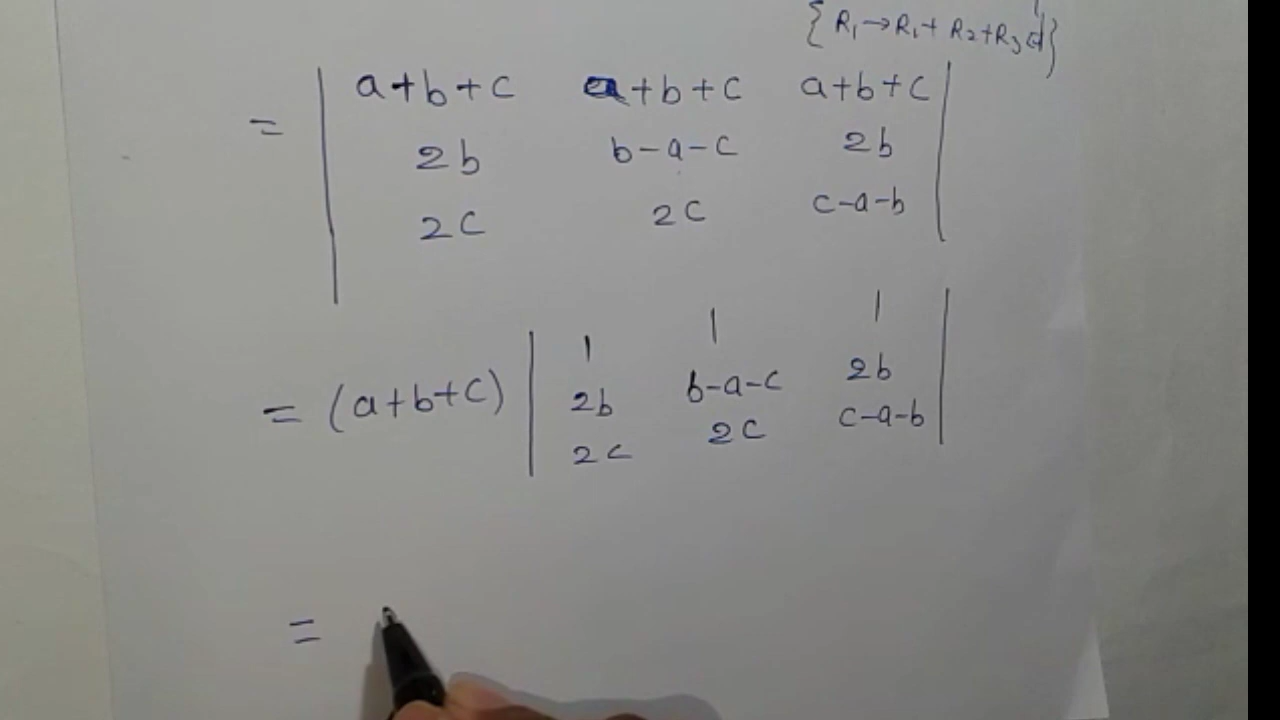 {R₁→R₁+R₂+R₃}
= | a+b+c a+b+c a+b+c |
| 2b b-a-c 2b |
| 2c 2c c-a-b |
= (a+b+c) | 1 1 1 |
| 2b b-a-c 2b |
| 2c 2c c-a-b |
=